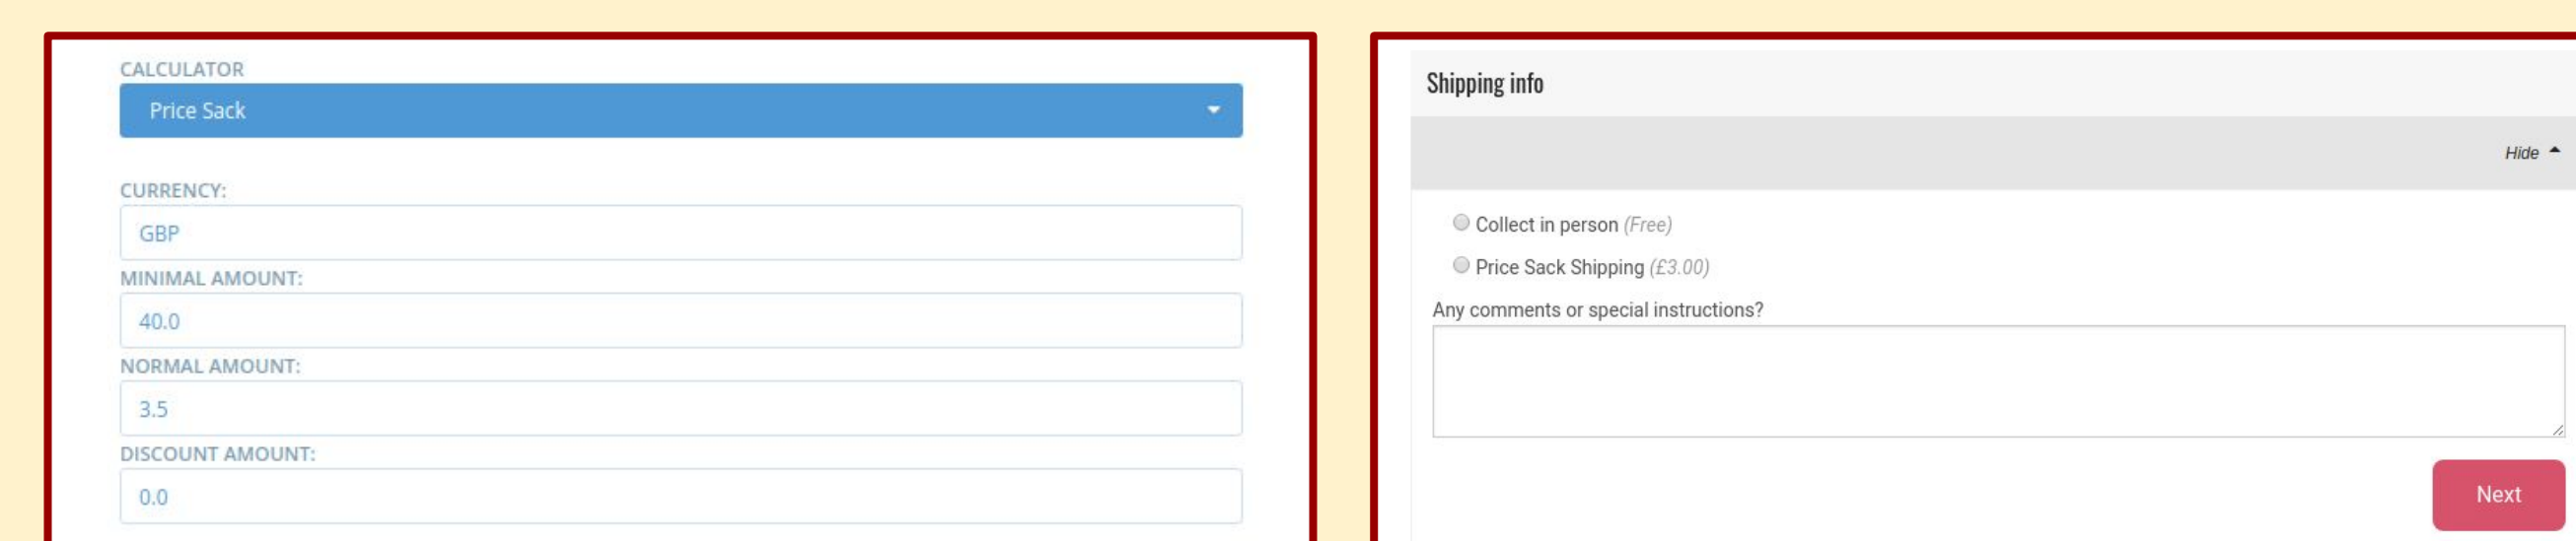 CALCULATOR
Price Sack
CURRENCY:
GBP
MINIMAL AMOUNT:
40.0
NORMAL AMOUNT:
3.5
DISCOUNT AMOUNT:
0.0
Shipping info
Hide
Collect in person (Free)
Price Sack Shipping (£3.00)
Any comments or special instructions?
Next